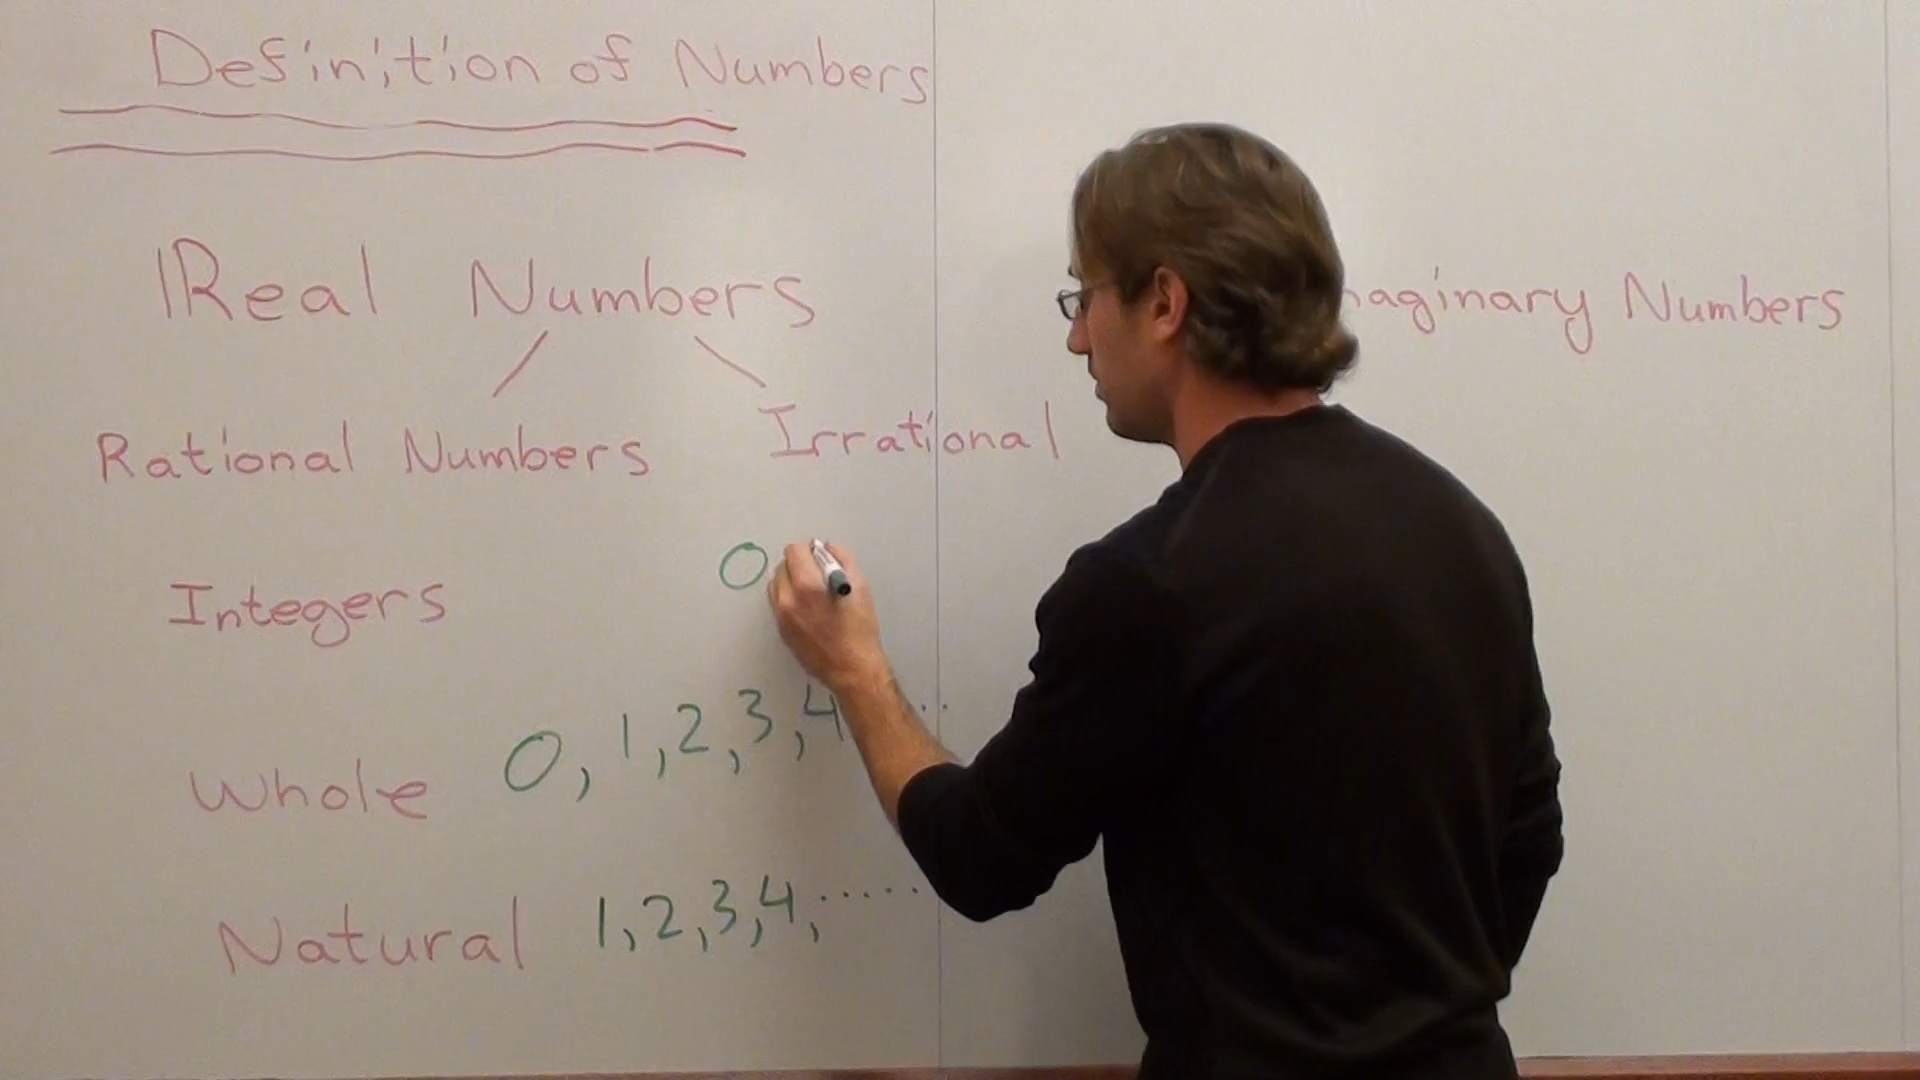 Definition of Numbers
Real Numbers
Numbers
Rational Numbers
Irrational
Integers
0
Whole 0, 1, 2, 3, 4
Natural 1, 2, 3, 4, ......